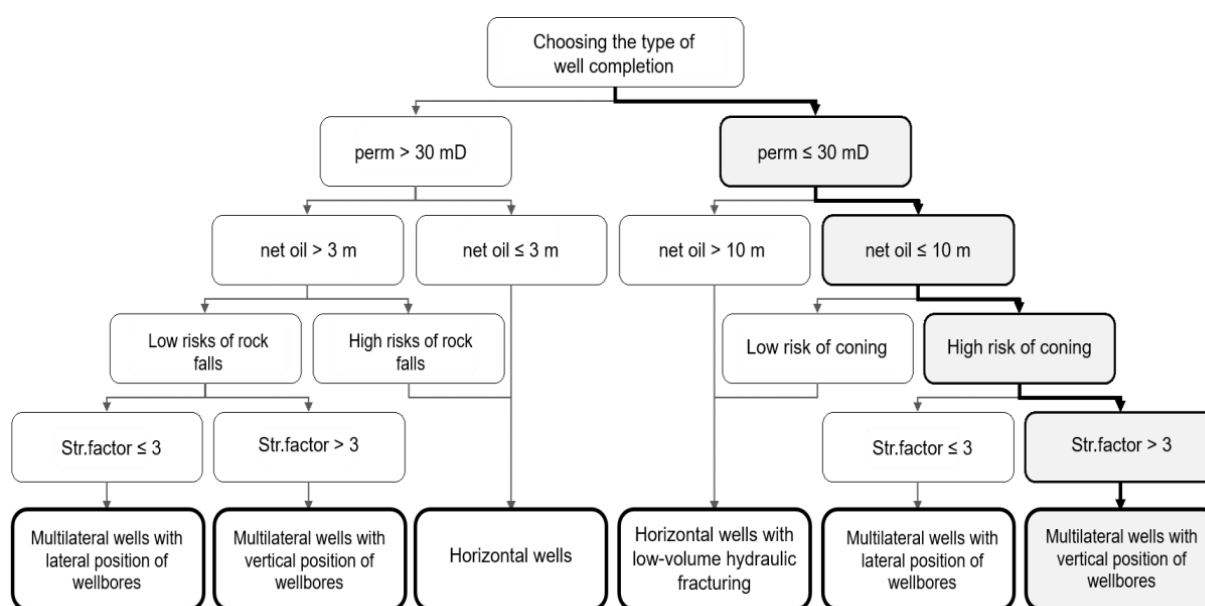 Choosing the type of
well completion
perm > 30 mD
perm ≤ 30 mD
net oil > 3 m
net oil ≤ 3 m
net oil > 10 m
net oil ≤ 10 m
Low risks of rock
falls
High risks of rock
falls
Low risk of coning
High risk of coning
Str.factor ≤ 3
Str.factor > 3
Str.factor ≤ 3
Str.factor > 3
Multilateral wells with
lateral position of
wellbores
Multilateral wells with
vertical position of
wellbores
Horizontal wells
Horizontal wells with
low-volume hydraulic
fracturing
Multilateral wells with
lateral position of
wellbores
Multilateral wells with
vertical position of
wellbores